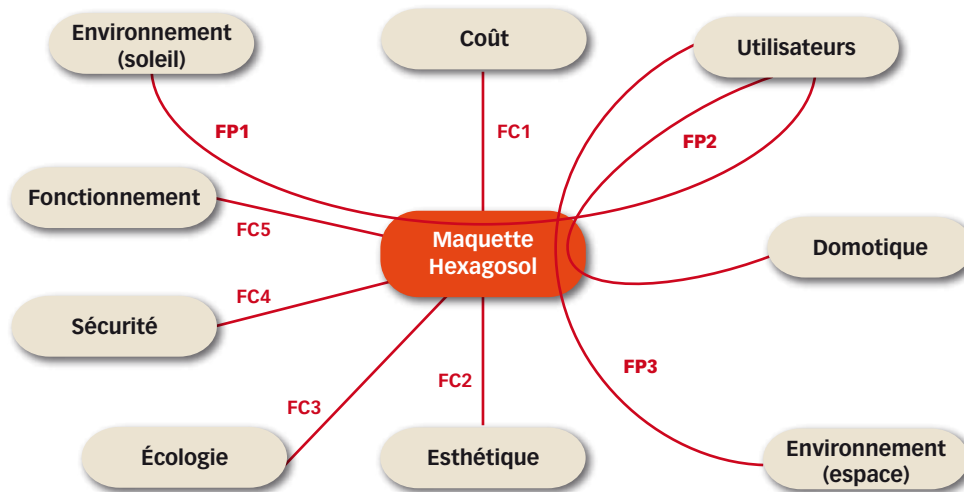 Environnement
(soleil)
Coût
Utilisateurs
FP1
FC1
FP2
Fonctionnement
FC5
Maquette
Hexagosol
Domotique
FC4
Sécurité
FC3
FC2
FP3
Écologie
Esthétique
Environnement
(espace)